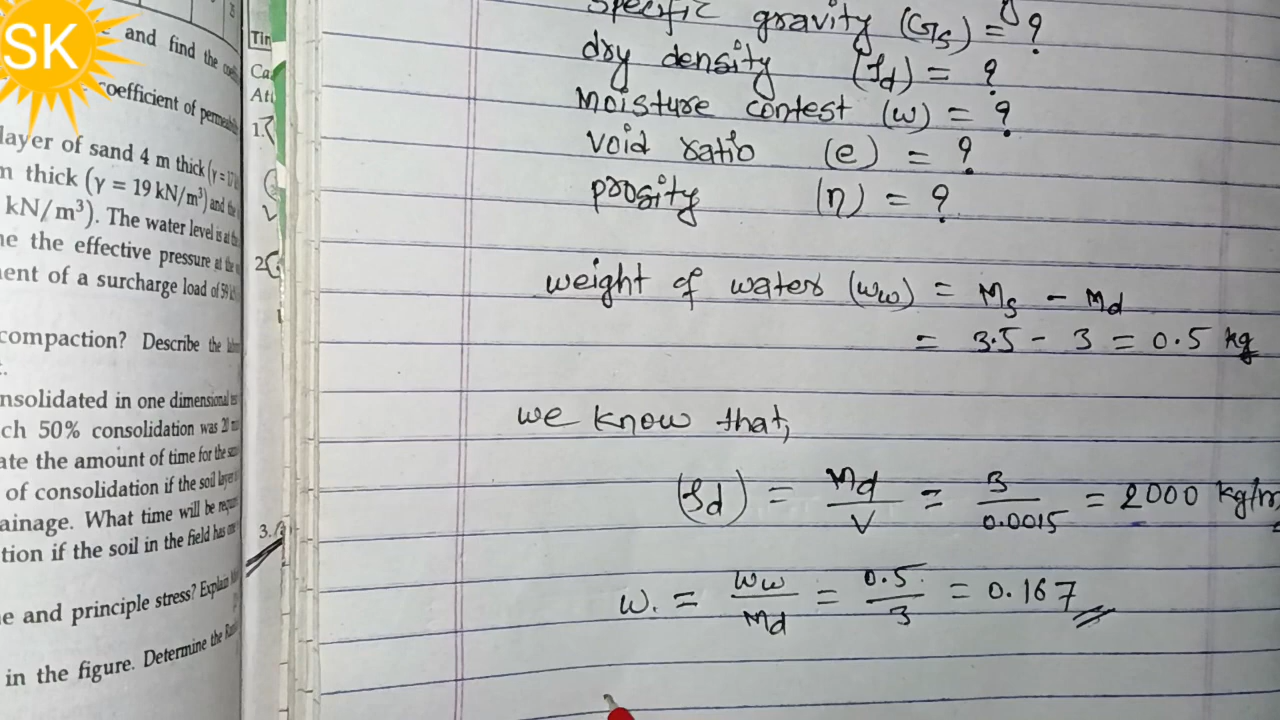 SK
and find the
coefficient of
layer of sand 4 m thick
m thick (γ = 19 kN/m³) and the
kN/m³). The water level is at the
the effective pressure at the
of a surcharge load of
compaction? Describe the
in one dimensional
ch 50% consolidation was 20
ate the amount of time for the
of consolidation if the soil layer
What time will be
tion if the soil in the field has
e and principle stress? Explain
in the figure. Determine the
1.
2
3.
specific gravity (Gs) = ?
dry density (ρd) = ?
Moisture contest (w) = ?
void ratio (e) = ?
prosity (η) = ?
weight of water (ww) = Ms - Md
= 3.5 - 3 = 0.5 kg
we know that,
(ρd) = Md/V = 3/0.0015 = 2000 kg/m
w. = ww/Md = 0.5/3 = 0.167